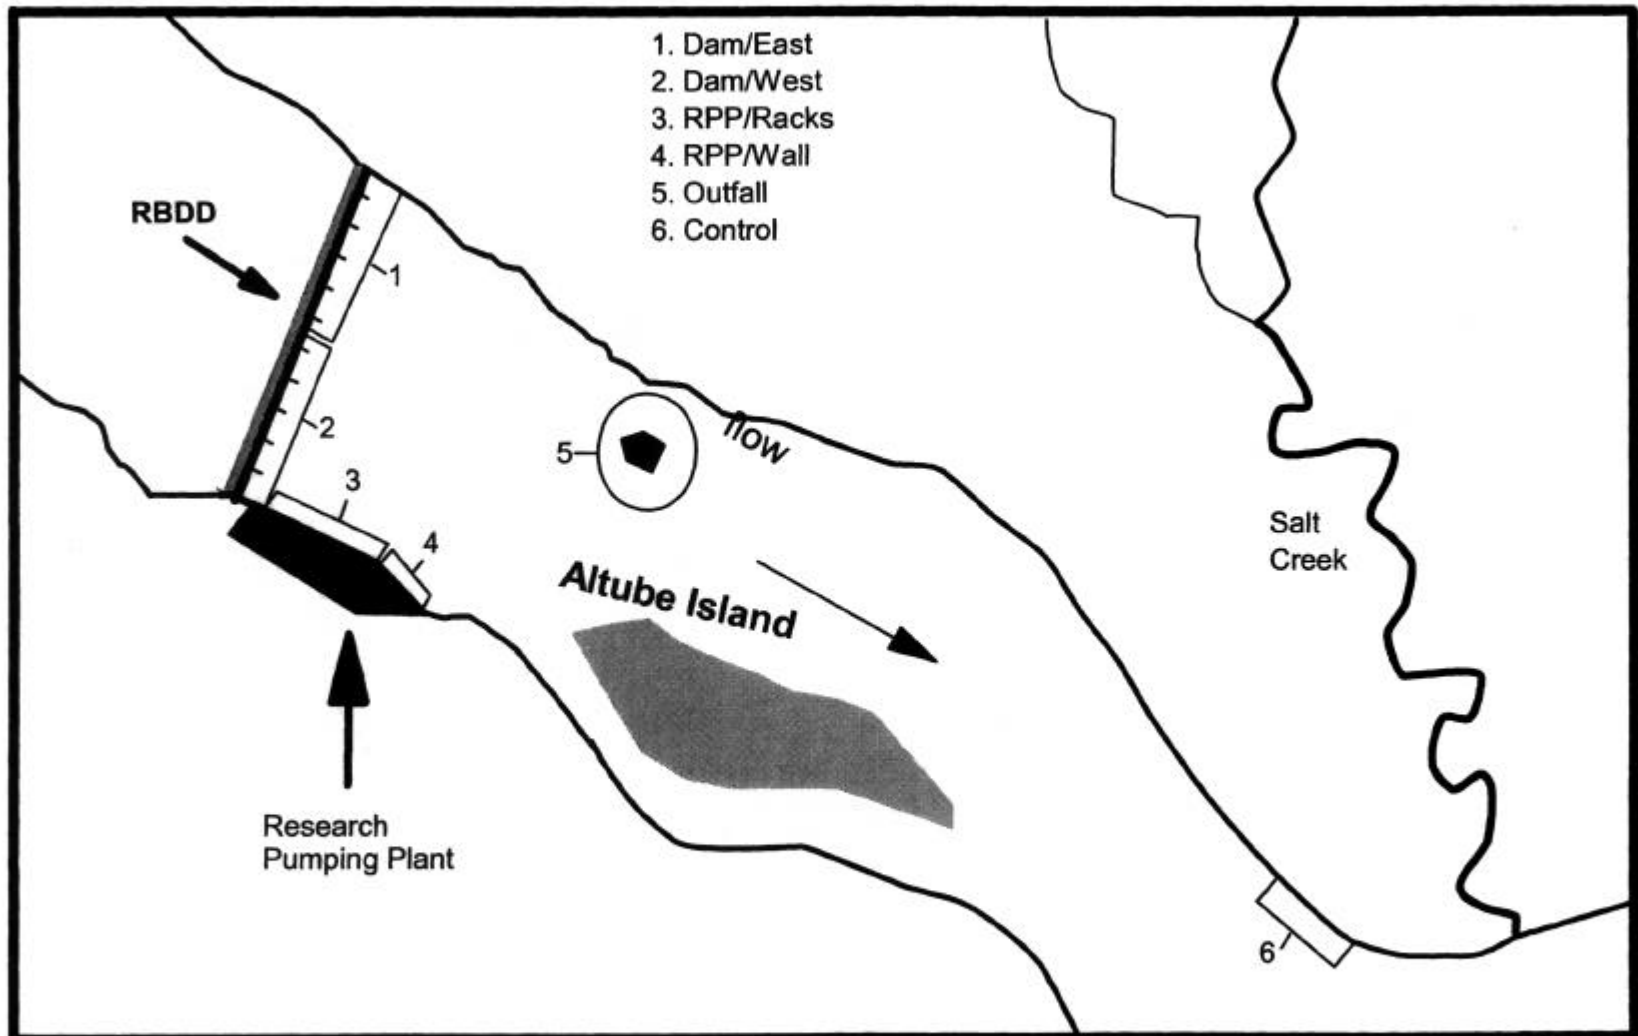 1. Dam/East
2. Dam/West
3. RPP/Racks
4. RPP/Wall
5. Outfall
6. Control
RBDD
1
2
3
4
5
flow
Altube Island
Salt
Creek
Research
Pumping Plant
6